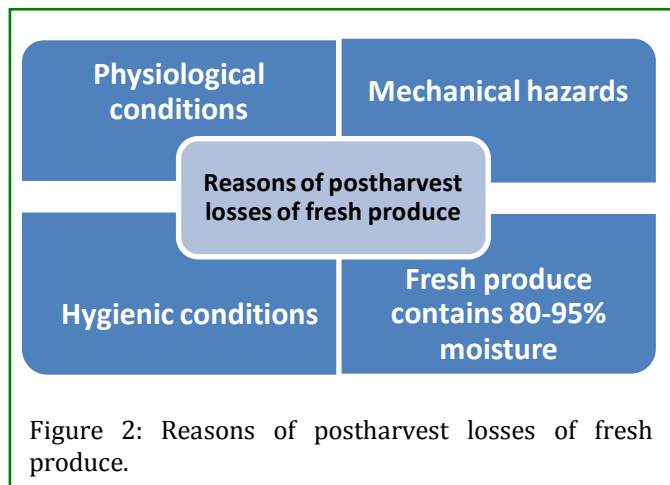 Physiological
conditions
Mechanical hazards
Reasons of postharvest
losses of fresh produce
Hygienic conditions
Fresh produce
contains 80-95%
moisture
Figure 2: Reasons of postharvest losses of fresh
produce.